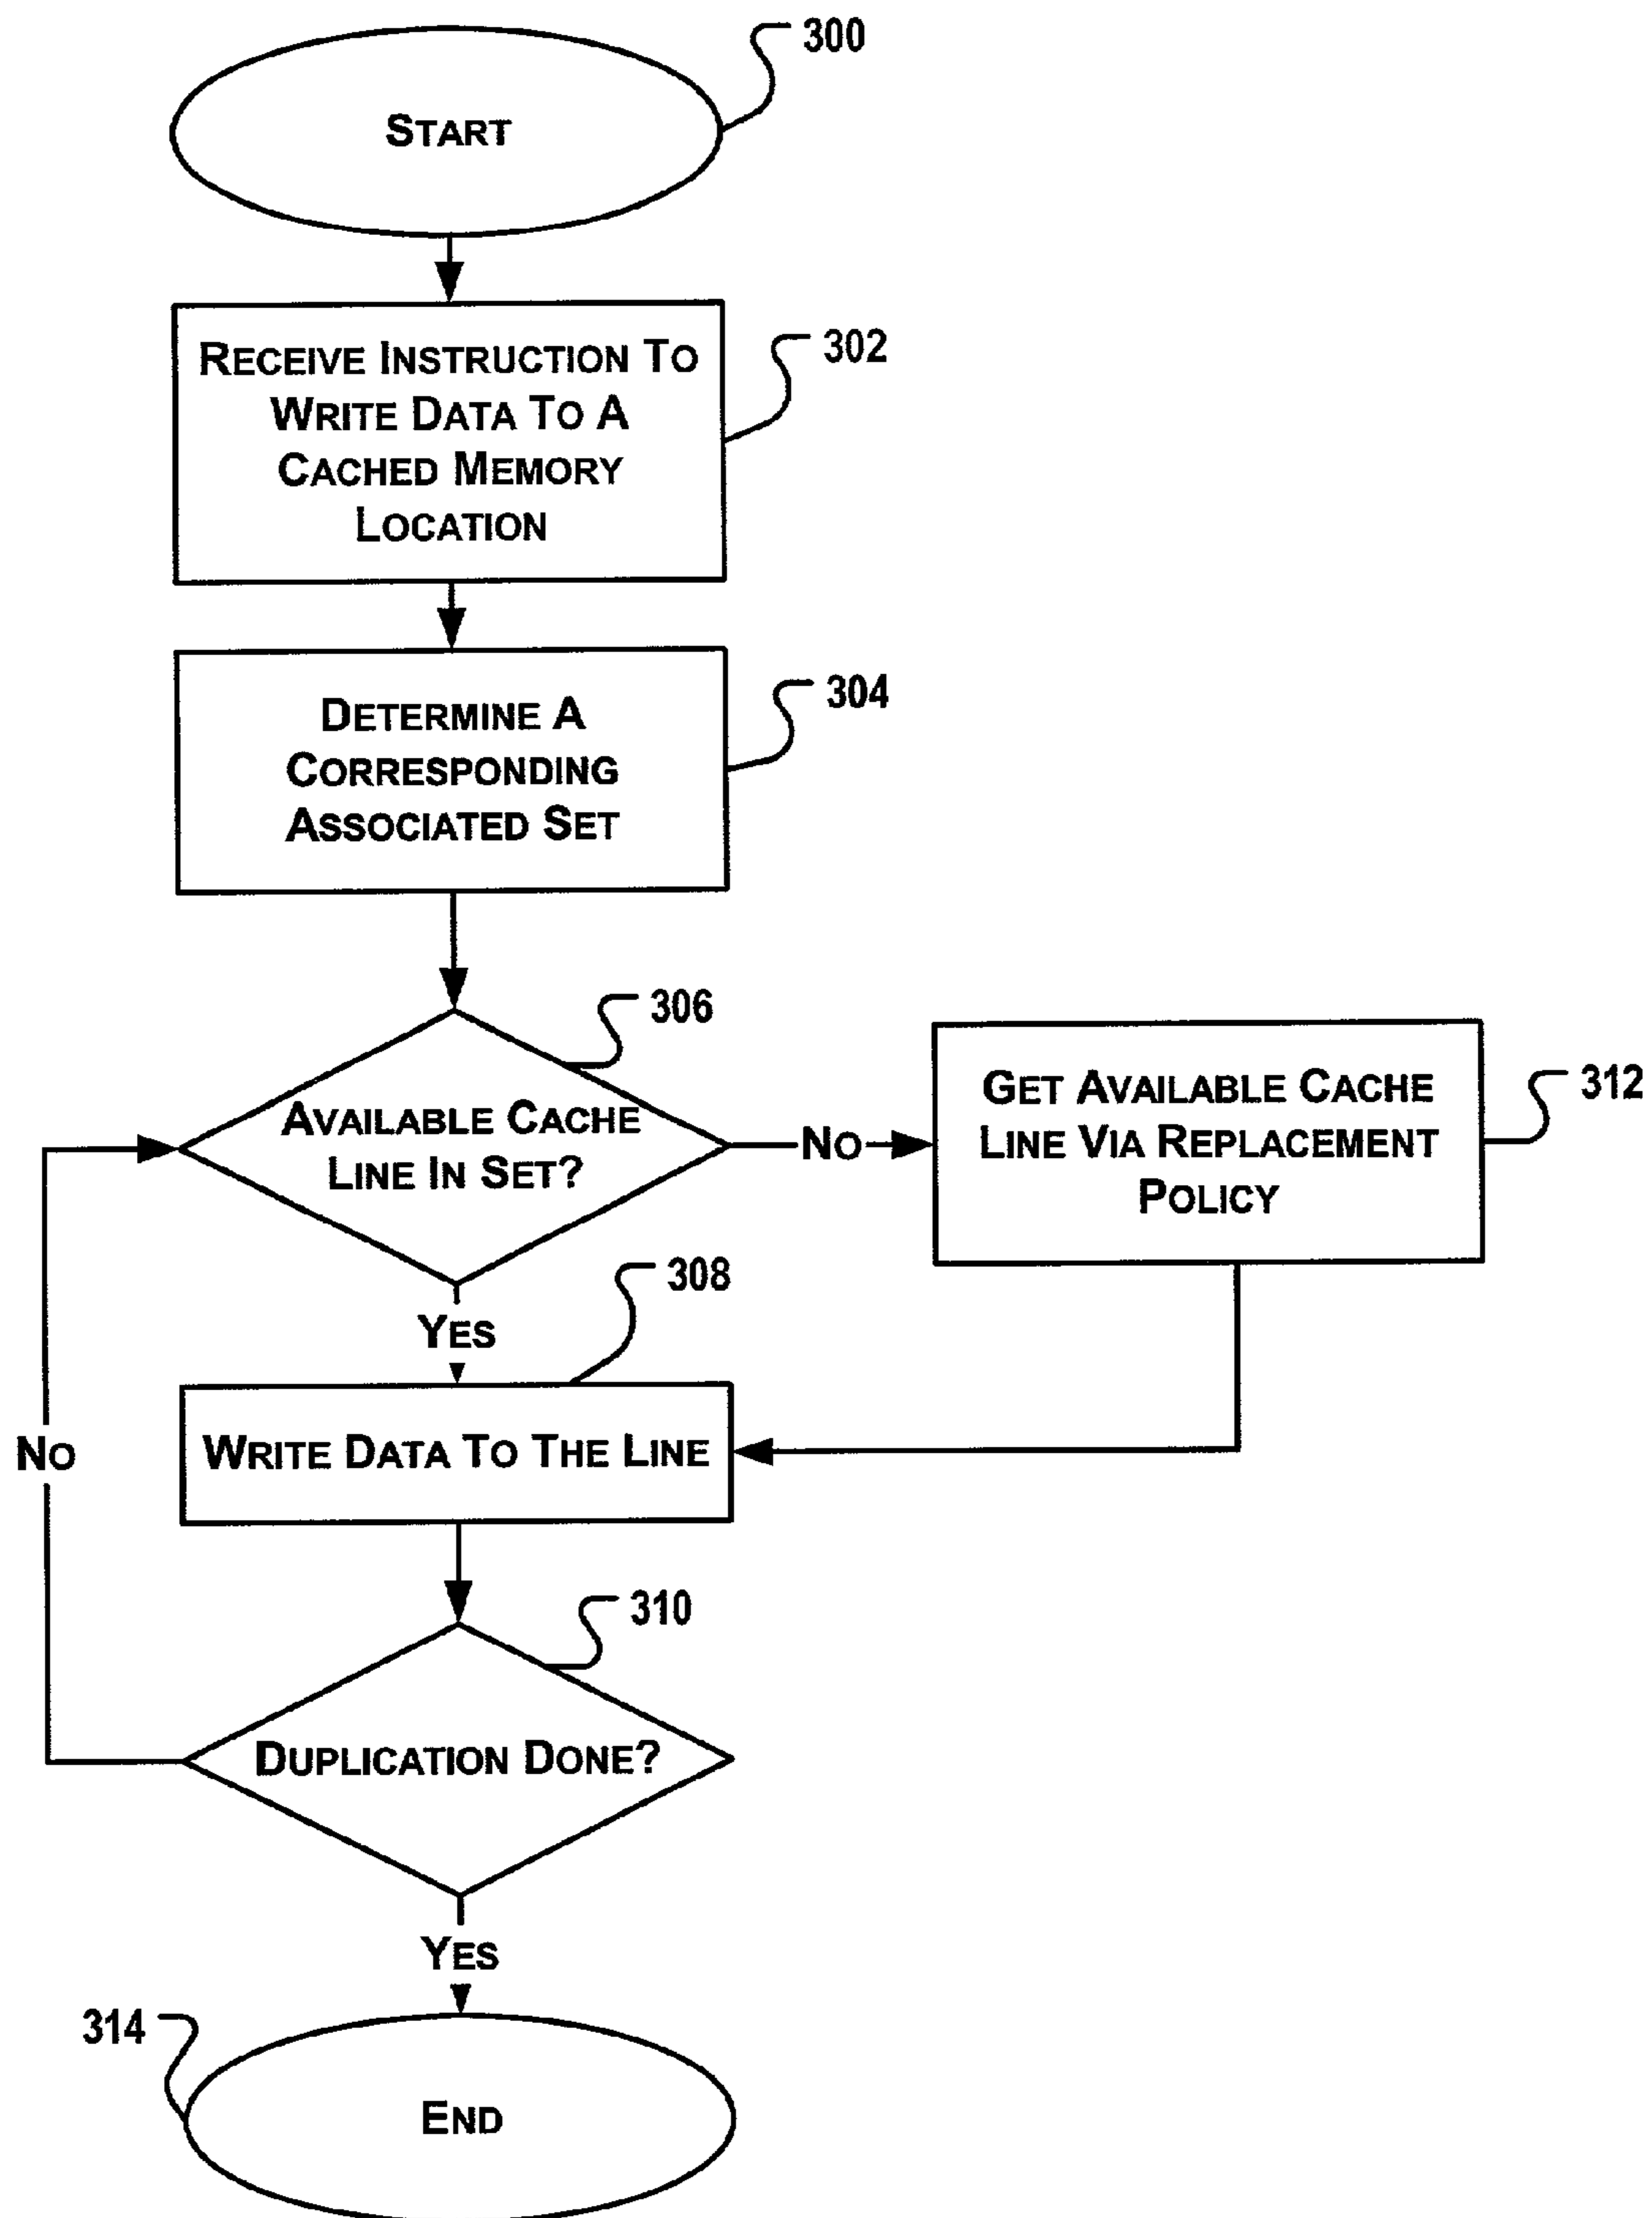 300
START
RECEIVE INSTRUCTION TO
WRITE DATA TO A
CACHED MEMORY
LOCATION
302
DETERMINE A
CORRESPONDING
ASSOCIATED SET
304
306
AVAILABLE CACHE
LINE IN SET?
NO
GET AVAILABLE CACHE
LINE VIA REPLACEMENT
POLICY
312
YES
308
WRITE DATA TO THE LINE
NO
310
DUPLICATION DONE?
YES
314
END